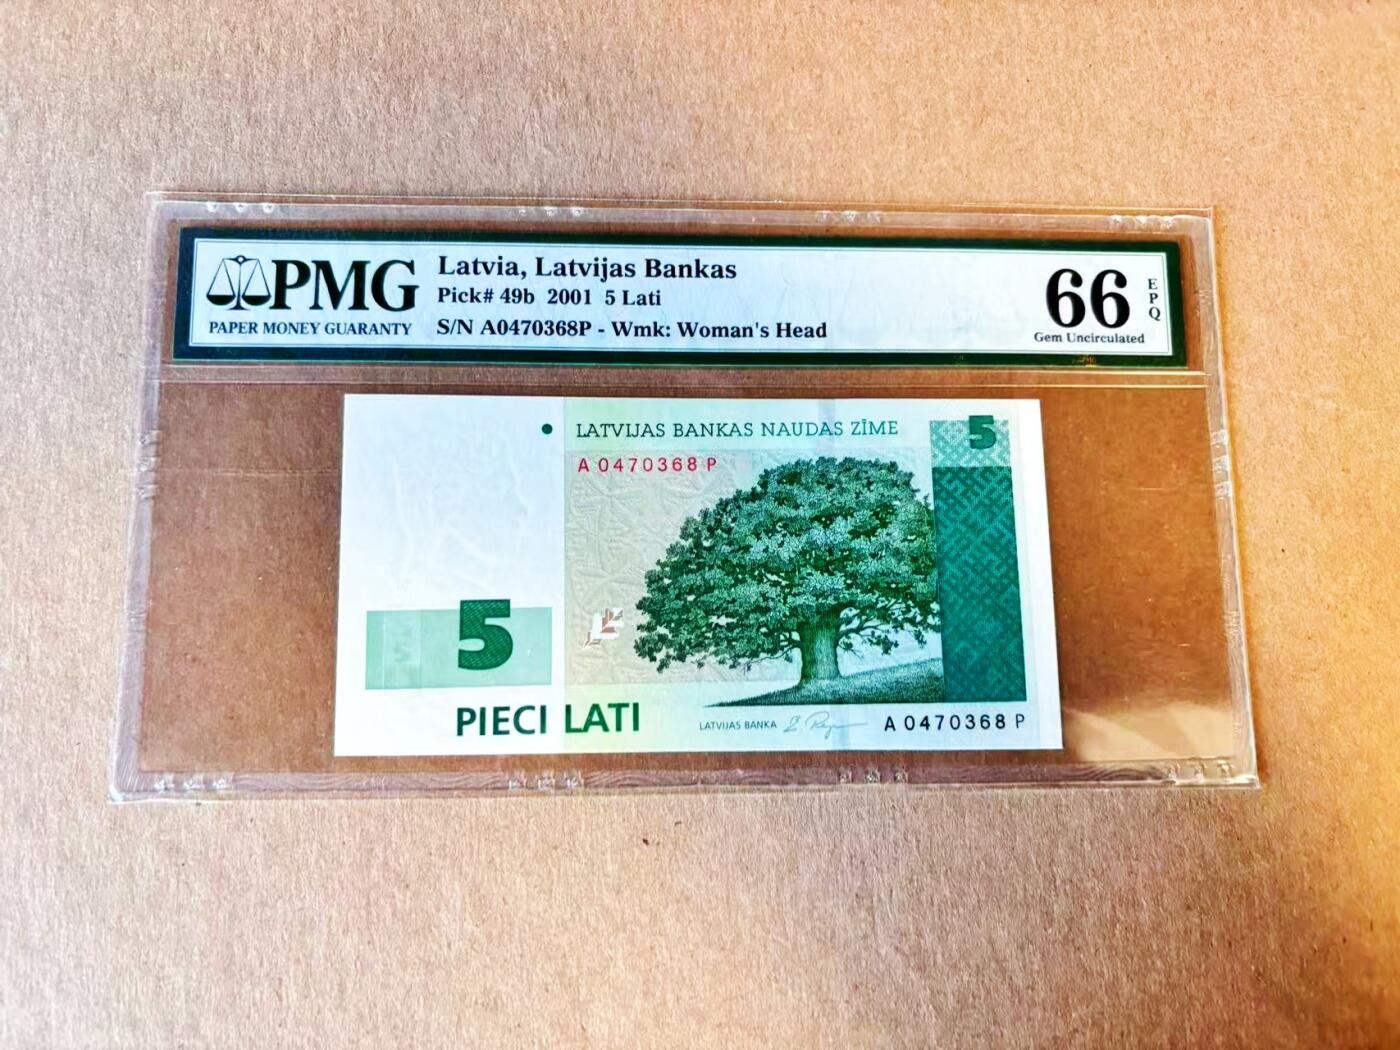 PMG
PAPER MONEY GUARANTY
Latvia, Latvijas Bankas
Pick# 49b 2001 5 Lati
S/N A0470368P - Wmk: Woman's Head
66
EPQ
Gem Uncirculated
LATVIJAS BANKAS NAUDAS ZĪME
5
A 0470368 P
5
PIECI LATI
LATVIJAS BANKA
A 0470368 P